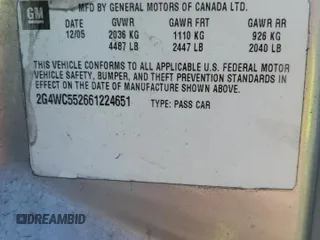 GM
MFD BY GENERAL MOTORS OF CANADA LTD.
DATE GVWR GAWR FRT GAWR RR
12/05 2036 KG 1110 KG 926 KG
4487 LB 2447 LB 2040 LB
THIS VEHICLE CONFORMS TO ALL APPLICABLE U.S. FEDERAL MOTOR
VEHICLE SAFETY, BUMPER, AND THEFT PREVENTION STANDARDS IN
EFFECT ON THE DATE OF MANUFACTURE SHOWN ABOVE.
2G4WC552661224651 TYPE: PASS CAR
DREAMBID